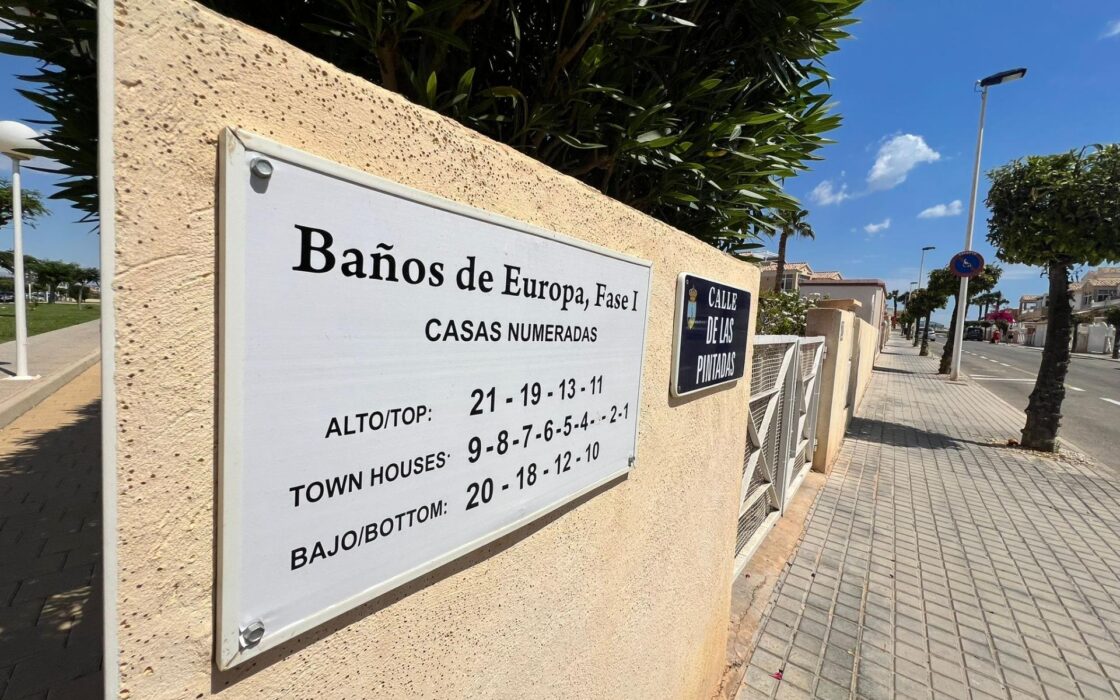 Baños de Europa, Fase I
CASAS NUMERADAS
ALTO/TOP: 21 - 19 - 13 - 11
TOWN HOUSES: 9-8-7-6-5-4- - 2-1
BAJO/BOTTOM: 20 - 18 - 12 - 10
CALLE
DE LAS
PINTADAS